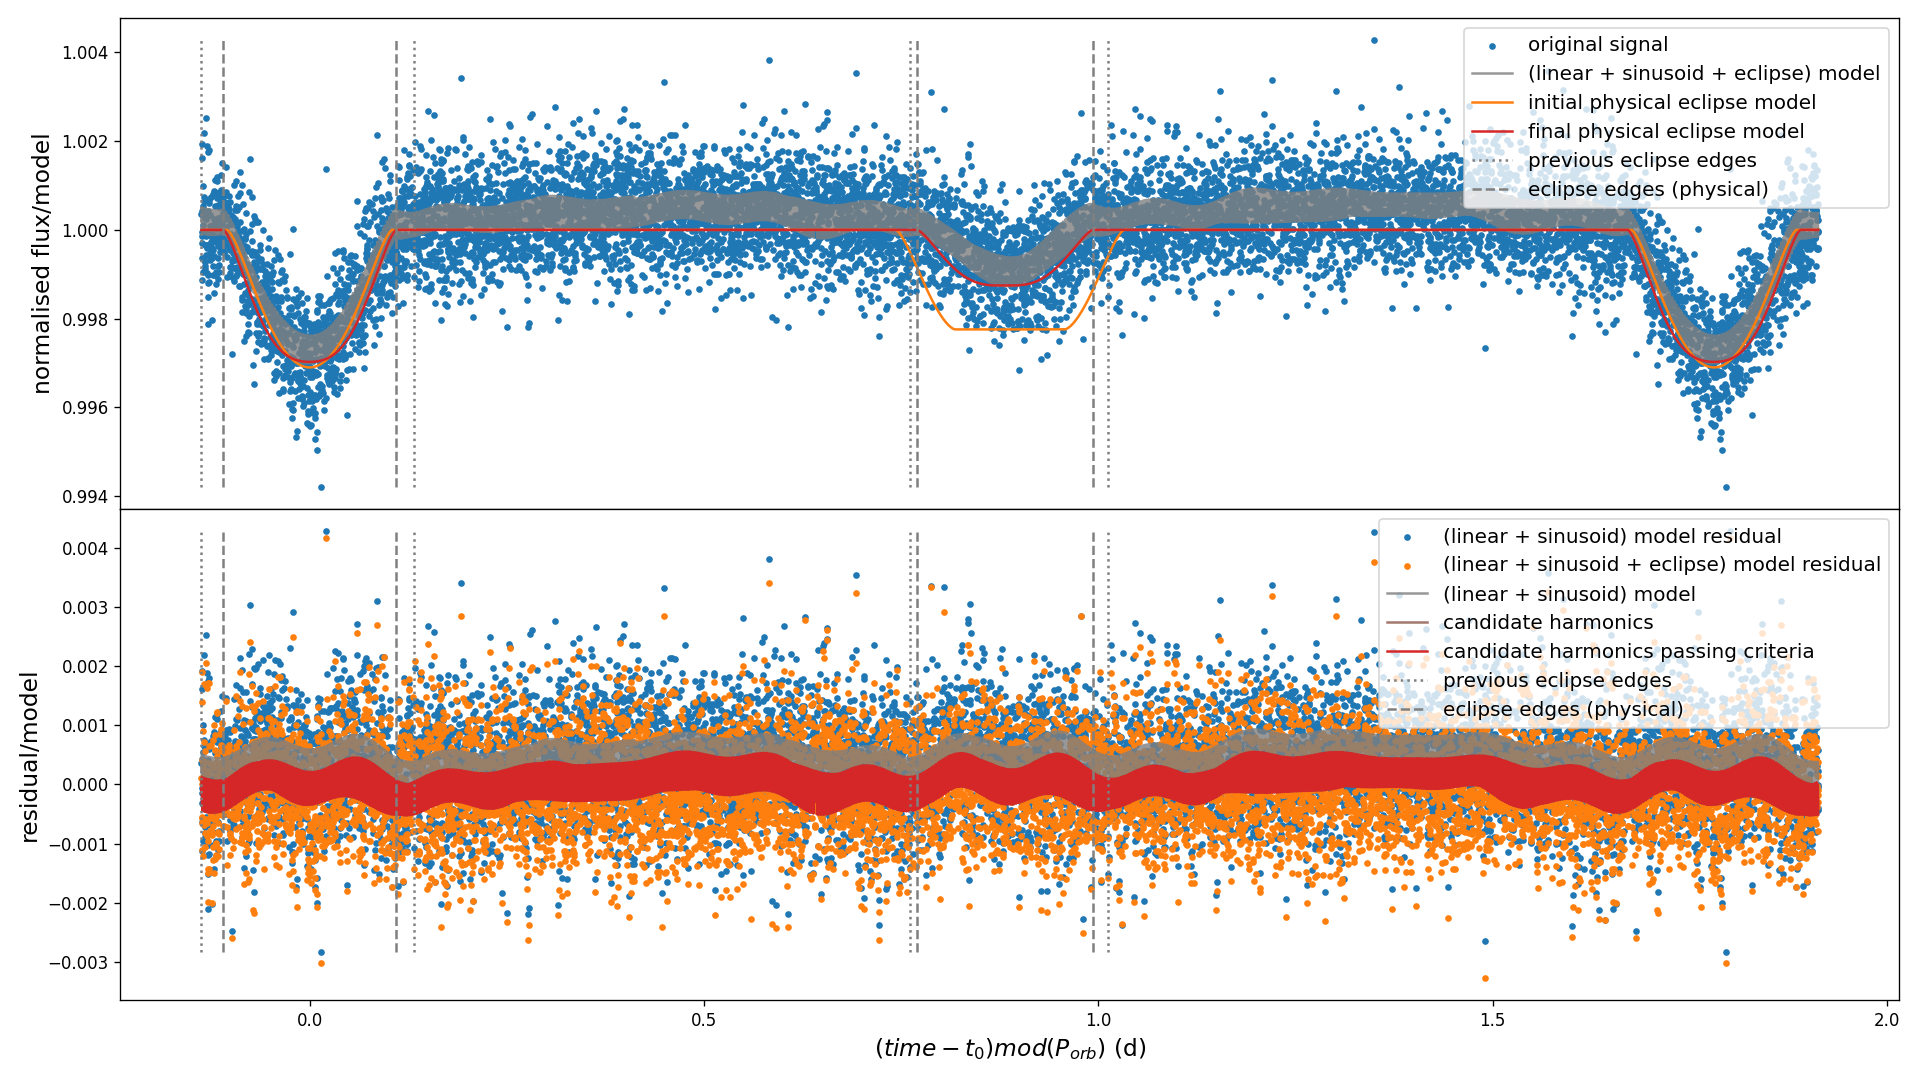 normalised flux/model
1.004
1.002
1.000
0.998
0.996
0.994
original signal
(linear + sinusoid + eclipse) model
initial physical eclipse model
final physical eclipse model
previous eclipse edges
eclipse edges (physical)
residual/model
0.004
0.003
0.002
0.001
0.000
−0.001
−0.002
−0.003
(linear + sinusoid) model residual
(linear + sinusoid + eclipse) model residual
(linear + sinusoid) model
candidate harmonics
candidate harmonics passing criteria
previous eclipse edges
eclipse edges (physical)
0.0 0.5 1.0 1.5 2.0
(time − t₀)mod(P_orb) (d)